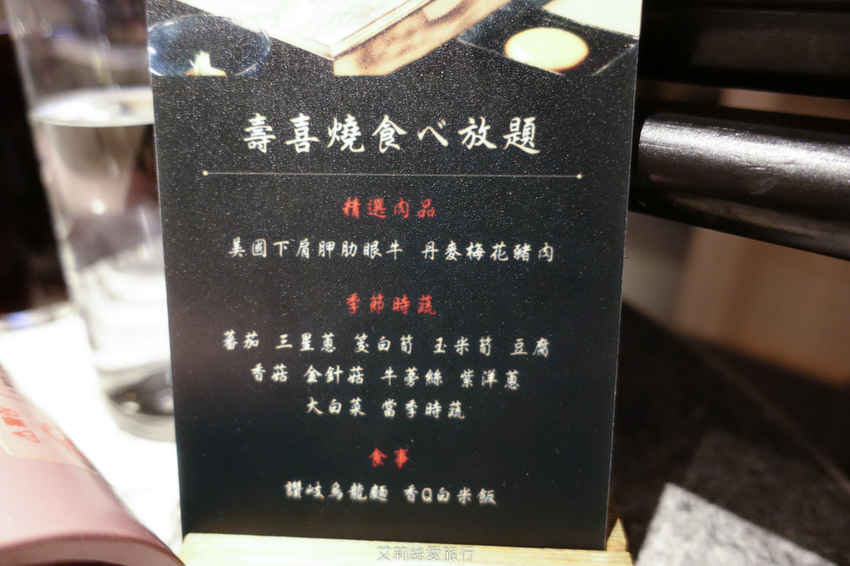 壽喜燒食べ放題
精選肉品
美國下肩胛肋眼牛 丹麥梅花豬肉
季節時蔬
蕃茄 三星蔥 茭白筍 玉米筍 豆腐
香菇 金針菇 牛蒡絲 紫洋蔥
大白菜 當季時蔬
食事
讚岐烏龍麵 香Q白米飯
艾莉絲愛旅行